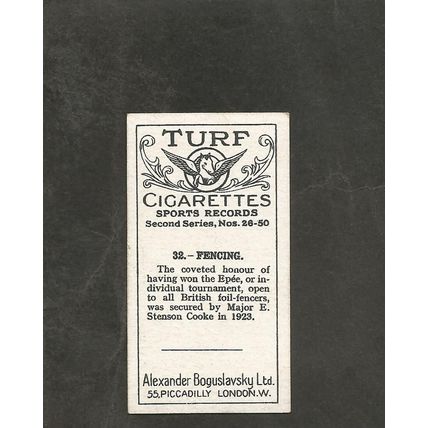 TURF
CIGARETTES
SPORTS RECORDS
Second Series, Nos. 26-50
32.—FENCING.
The coveted honour of
having won the Epée, or in-
dividual tournament, open
to all British foil-fencers,
was secured by Major E.
Stenson Cooke in 1923.
Alexander Boguslavsky Ltd.
55, PICCADILLY LONDON.W.